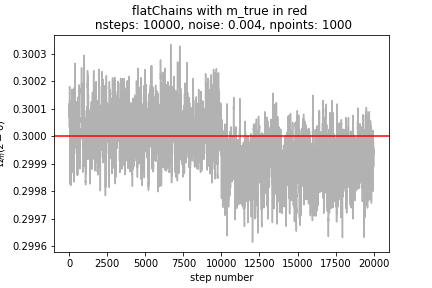 flatChains with m_true in red
nsteps: 10000, noise: 0.004, npoints: 1000
0.3003
0.3002
0.3001
0.3000
0.2999
0.2998
0.2997
0.2996
0 2500 5000 7500 10000 12500 15000 17500 20000
step number